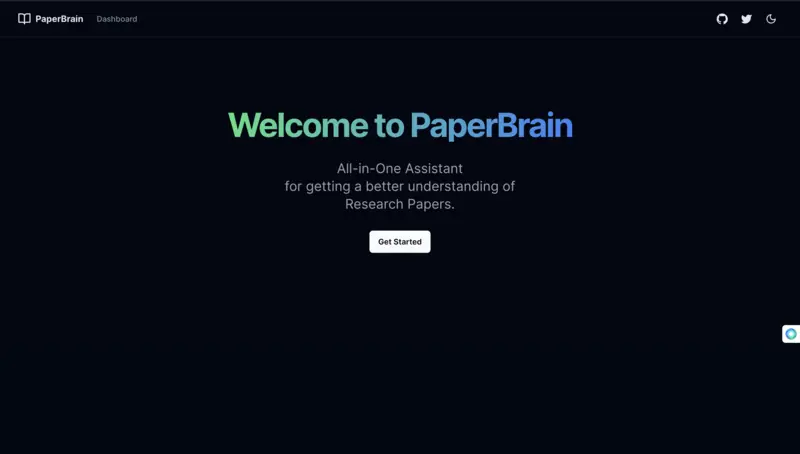 PaperBrain Dashboard
Welcome to PaperBrain
All-in-One Assistant
for getting a better understanding of
Research Papers.
Get Started